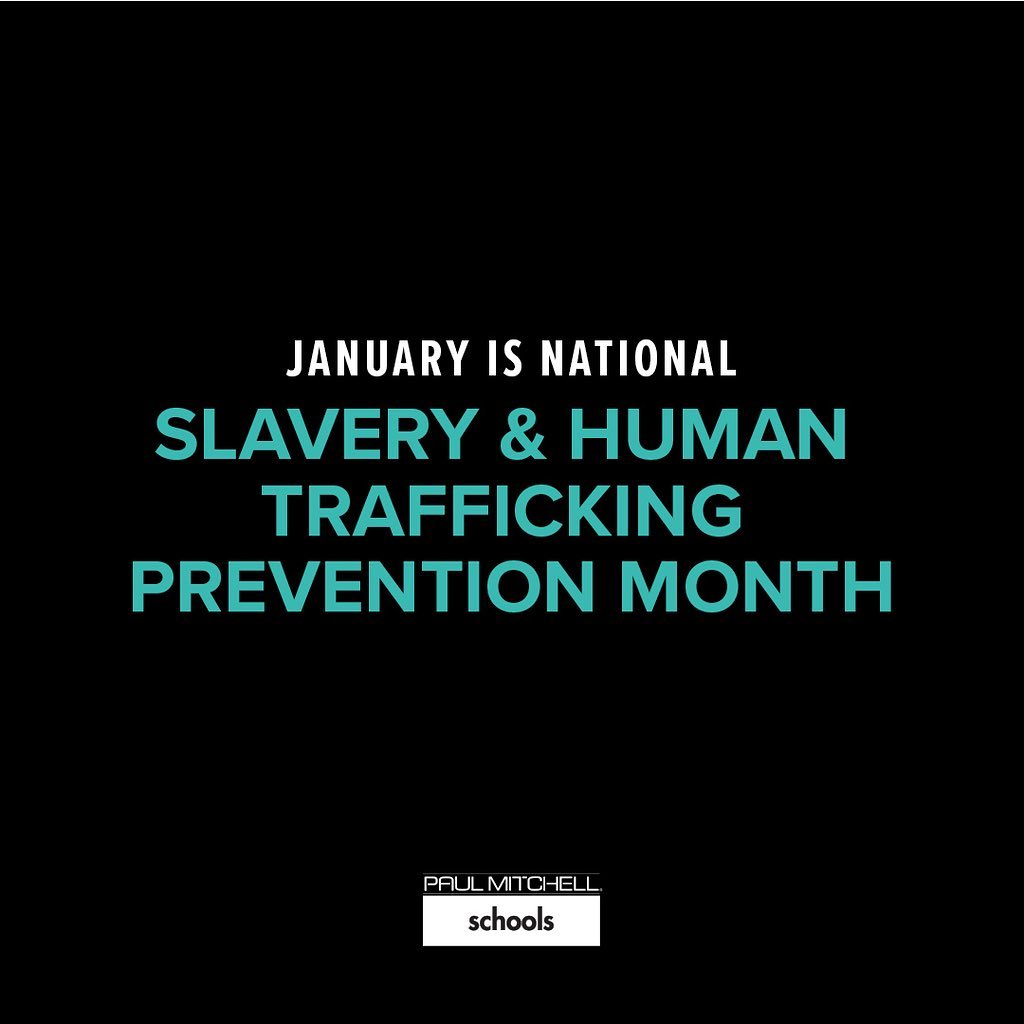 JANUARY IS NATIONAL
SLAVERY & HUMAN
TRAFFICKING
PREVENTION MONTH
PAUL MITCHELL®
schools